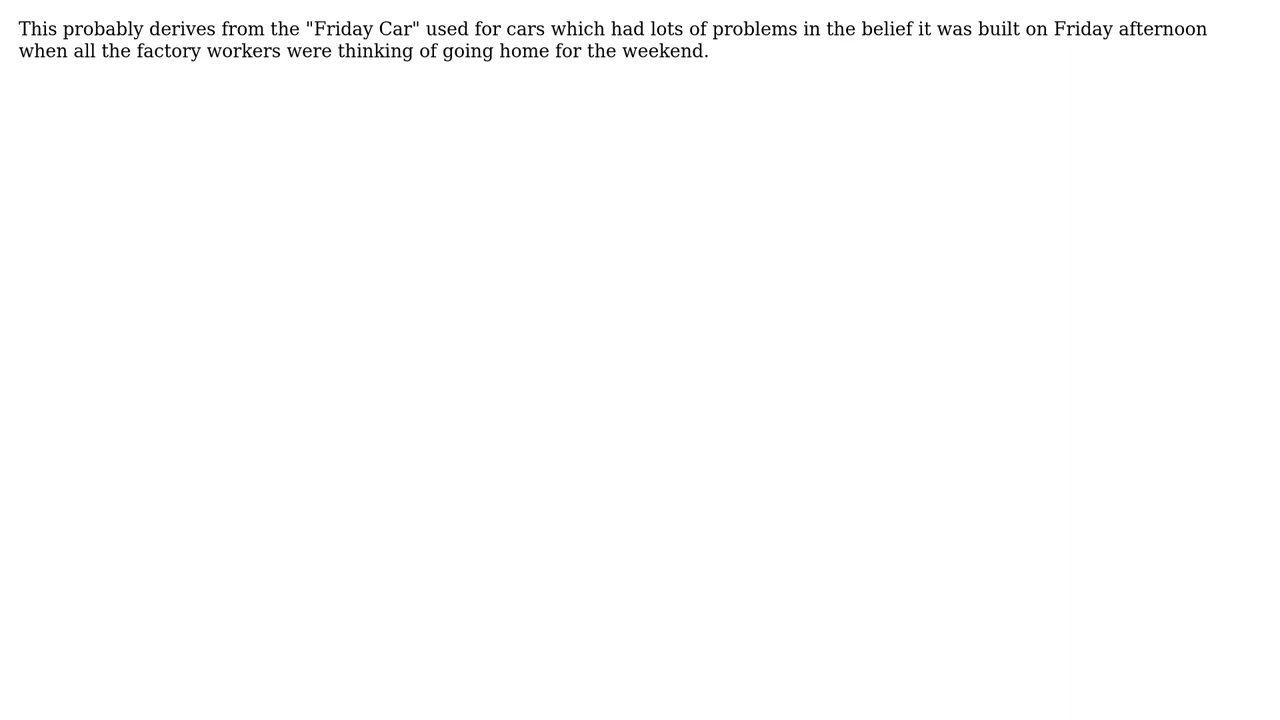 This probably derives from the "Friday Car" used for cars which had lots of problems in the belief it was built on Friday afternoon
when all the factory workers were thinking of going home for the weekend.